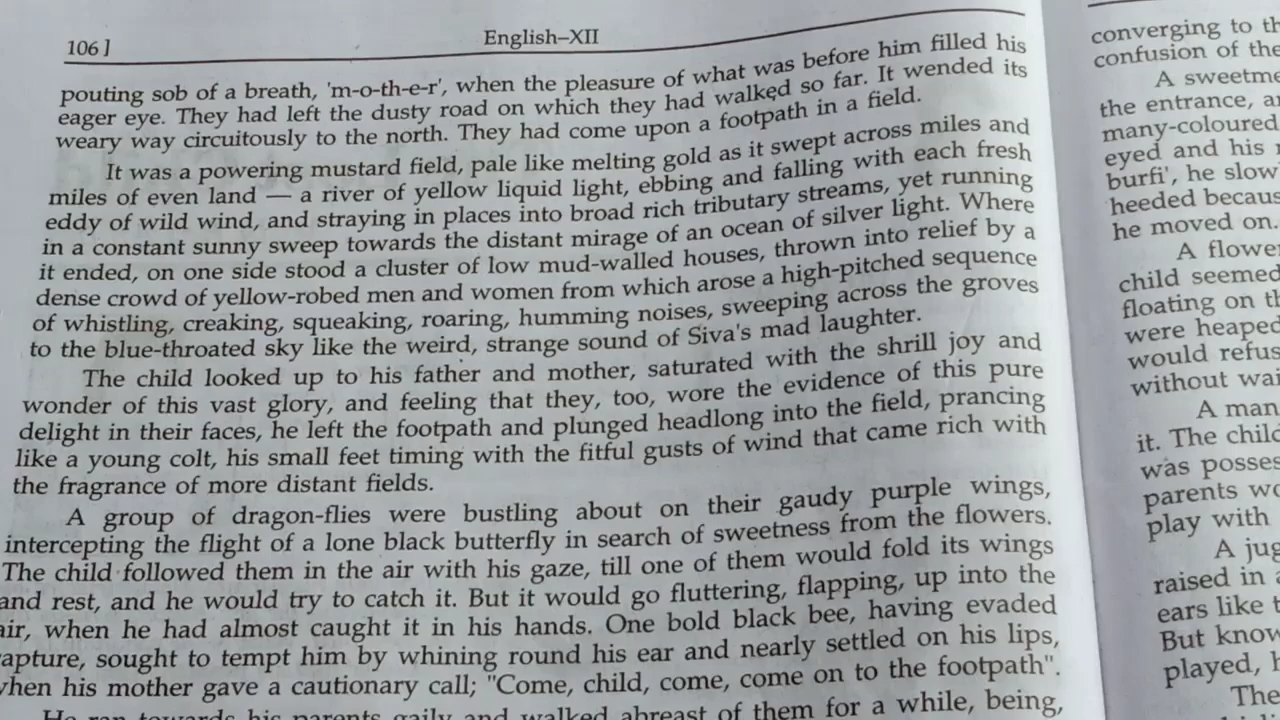 106 ]
English–XII
pouting sob of a breath, 'm-o-th-e-r', when the pleasure of what was before him filled his
eager eye. They had left the dusty road on which they had walked so far. It wended its
weary way circuitously to the north. They had come upon a footpath in a field.
It was a powering mustard field, pale like melting gold as it swept across miles and
miles of even land — a river of yellow liquid light, ebbing and falling with each fresh
eddy of wild wind, and straying in places into broad rich tributary streams, yet running
in a constant sunny sweep towards the distant mirage of an ocean of silver light. Where
it ended, on one side stood a cluster of low mud-walled houses, thrown into relief by a
dense crowd of yellow-robed men and women from which arose a high-pitched sequence
of whistling, creaking, squeaking, roaring, humming noises, sweeping across the groves
to the blue-throated sky like the weird, strange sound of Siva's mad laughter.
The child looked up to his father and mother, saturated with the shrill joy and
wonder of this vast glory, and feeling that they, too, wore the evidence of this pure
delight in their faces, he left the footpath and plunged headlong into the field, prancing
like a young colt, his small feet timing with the fitful gusts of wind that came rich with
the fragrance of more distant fields.
A group of dragon-flies were bustling about on their gaudy purple wings,
intercepting the flight of a lone black butterfly in search of sweetness from the flowers.
The child followed them in the air with his gaze, till one of them would fold its wings
and rest, and he would try to catch it. But it would go fluttering, flapping, up into the
air, when he had almost caught it in his hands. One bold black bee, having evaded
apture, sought to tempt him by whining round his ear and nearly settled on his lips,
when his mother gave a cautionary call; "Come, child, come, come on to the footpath".
He ran towards his parents gaily and walked abreast of them for a while, being,
converging to th
confusion of the
A sweetme
the entrance, a
many-coloured
eyed and his
burfi', he slow
heeded becaus
he moved on.
A flowe
child seemed
floating on th
were heaped
would refus
without wai
A man
it. The child
was posses
parents wo
play with
A jug
raised in a
ears like t
But know
played, h
The